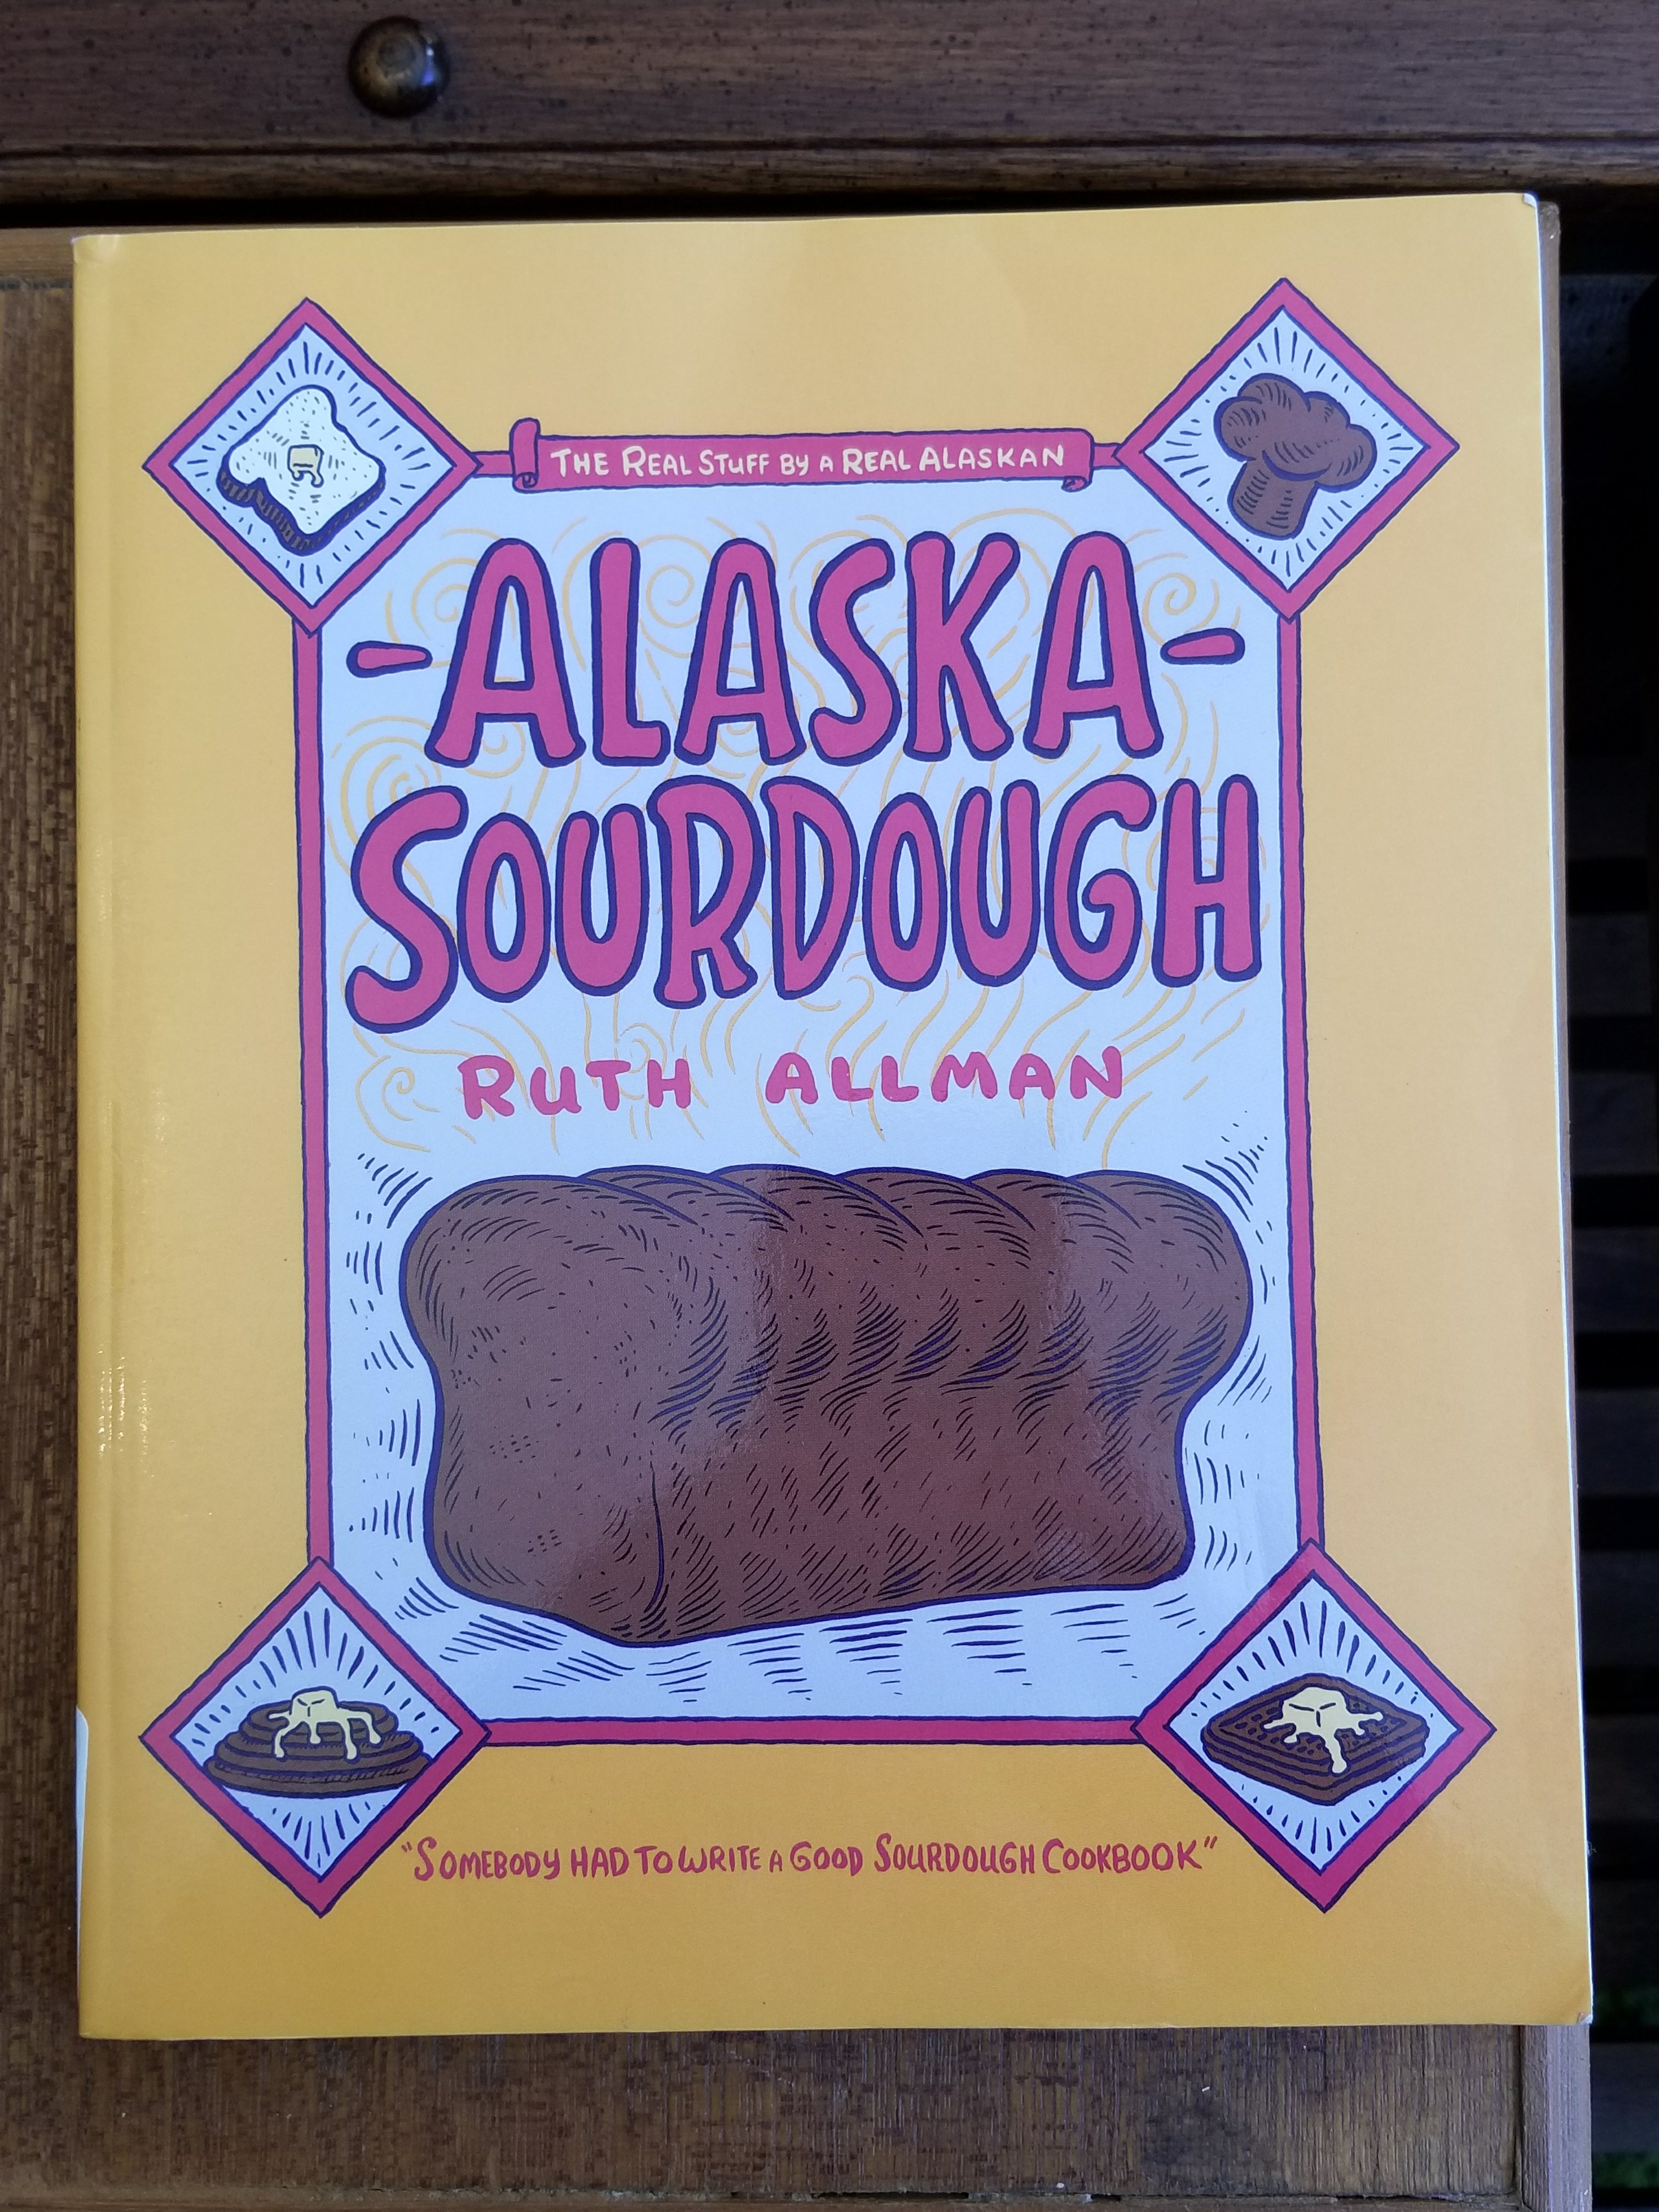 THE REAL STUFF BY A REAL ALASKAN
-ALASKA-
SOURDOUGH
RUTH ALLMAN
"SOMEBODY HAD TO WRITE A GOOD SOURDOUGH COOKBOOK"